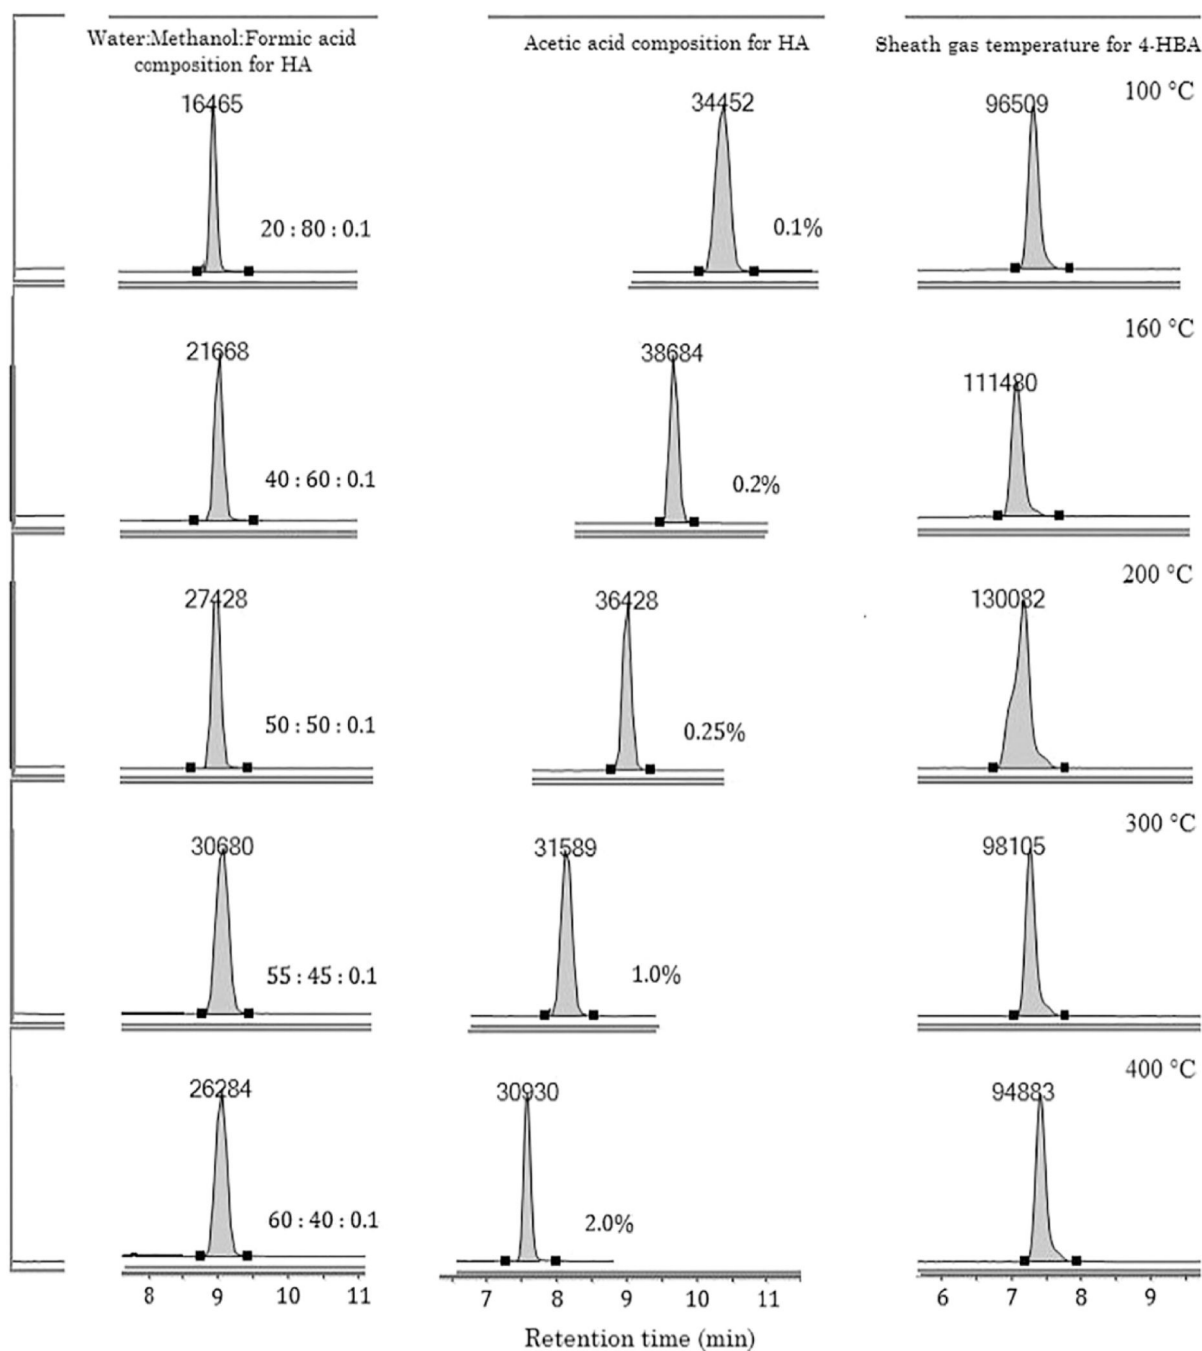 Water:Methanol:Formic acid
composition for HA
Acetic acid composition for HA
Sheath gas temperature for 4-HBA
16465
34452
96509
100 °C
20 : 80 : 0.1
0.1%
21668
38684
111480
160 °C
40 : 60 : 0.1
0.2%
27428
36428
130082
200 °C
50 : 50 : 0.1
0.25%
30680
31589
98105
300 °C
55 : 45 : 0.1
1.0%
26284
30930
94883
400 °C
60 : 40 : 0.1
2.0%
8 9 10 11
7 8 9 10 11
6 7 8 9
Retention time (min)